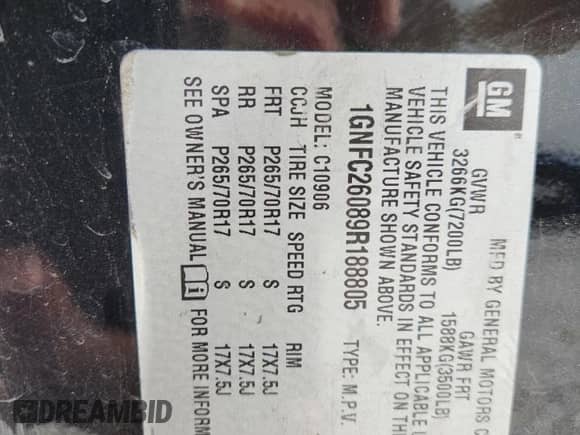 GM
MFD BY GENERAL MOTORS C
GVWR GAWR FRT
3266KG(7200LB) 1588KG(3500LB)
THIS VEHICLE CONFORMS TO ALL APPLICABLE
VEHICLE SAFETY STANDARDS IN EFFECT ON TH
MANUFACTURE SHOWN ABOVE.
1GNFC26089R188805 TYPE: M.P.V.
MODEL: C10906
CCJH TIRE SIZE SPEED RTG RIM
FRT P265/70R17 S 17X7.5J
RR P265/70R17 S 17X7.5J
SPA P265/70R17 S 17X7.5J
SEE OWNER'S MANUAL i FOR MORE INFORM
DREAMBID